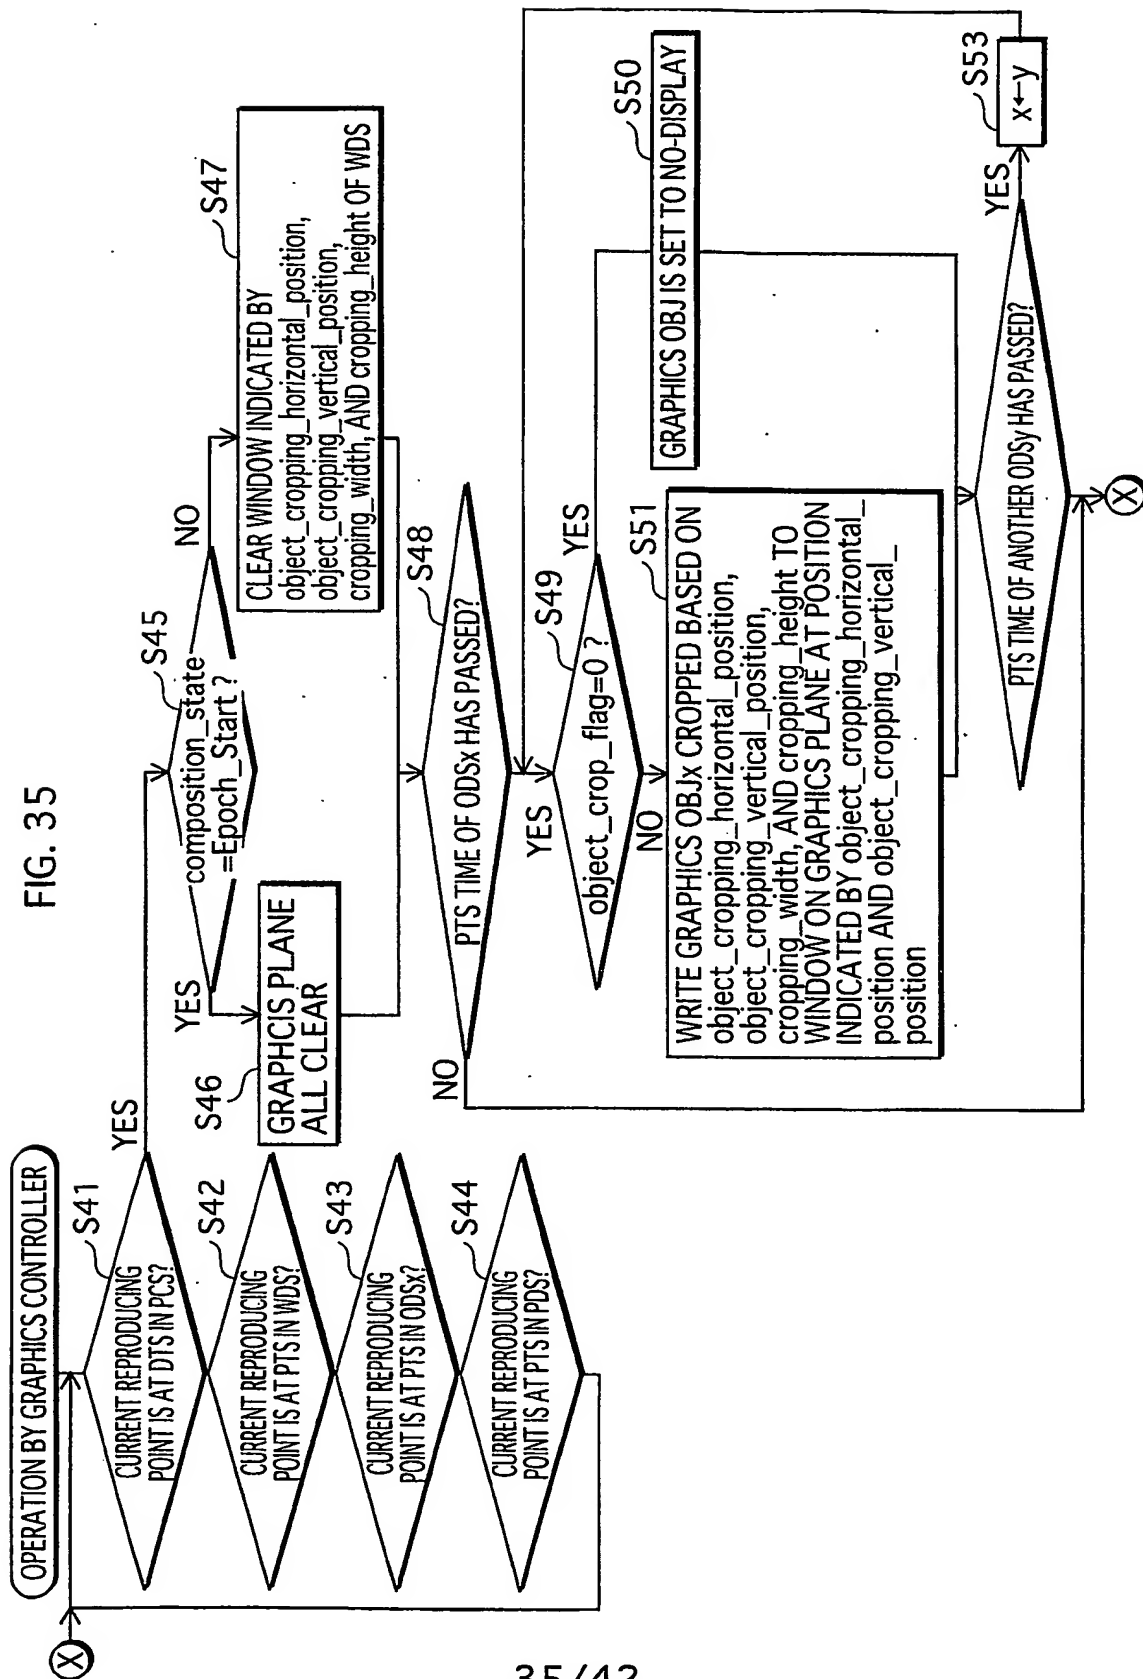 FIG. 35
OPERATION BY GRAPHICS CONTROLLER
X
S41
CURRENT REPRODUCING
POINT IS AT DTS IN PCS?
YES
S42
CURRENT REPRODUCING
POINT IS AT PTS IN WDS?
S43
CURRENT REPRODUCING
POINT IS AT PTS IN ODSx?
S44
CURRENT REPRODUCING
POINT IS AT PTS IN PDS?
S45
composition_state
=Epoch_Start ?
YES
NO
S46
GRAPHCIS PLANE
ALL CLEAR
S47
CLEAR WINDOW INDICATED BY
object_cropping_horizontal_position,
object_cropping_vertical_position,
cropping_width, AND cropping_height OF WDS
S48
PTS TIME OF ODSx HAS PASSED?
NO
YES
S49
object_crop_flag=0 ?
YES
NO
S50
GRAPHICS OBJ IS SET TO NO-DISPLAY
S51
WRITE GRAPHICS OBJx CROPPED BASED ON
object_cropping_horizontal_position,
object_cropping_vertical_position,
cropping_width, AND cropping_height TO
WINDOW ON GRAPHICS PLANE AT POSITION
INDICATED BY object_cropping_horizontal_
position AND object_cropping_vertical_
position
PTS TIME OF ANOTHER ODSy HAS PASSED?
YES
S53
x←y
X
35/42